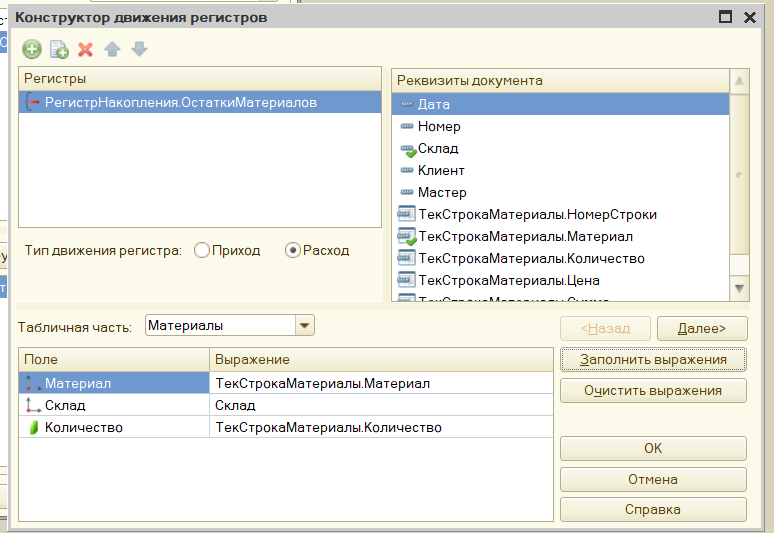 Конструктор движения регистров
Регистры
РегистрНакопления.ОстаткиМатериалов
Реквизиты документа
Дата
Номер
Склад
Клиент
Мастер
ТекСтрокаМатериалы.НомерСтроки
ТекСтрокаМатериалы.Материал
ТекСтрокаМатериалы.Количество
ТекСтрокаМатериалы.Цена
ТекСтрокаМатериалы.Сумма
Тип движения регистра: Приход Расход
Табличная часть: Материалы
<Назад Далее>
Поле Выражение
Материал ТекСтрокаМатериалы.Материал
Склад Склад
Количество ТекСтрокаМатериалы.Количество
Заполнить выражения
Очистить выражения
OK
Отмена
Справка